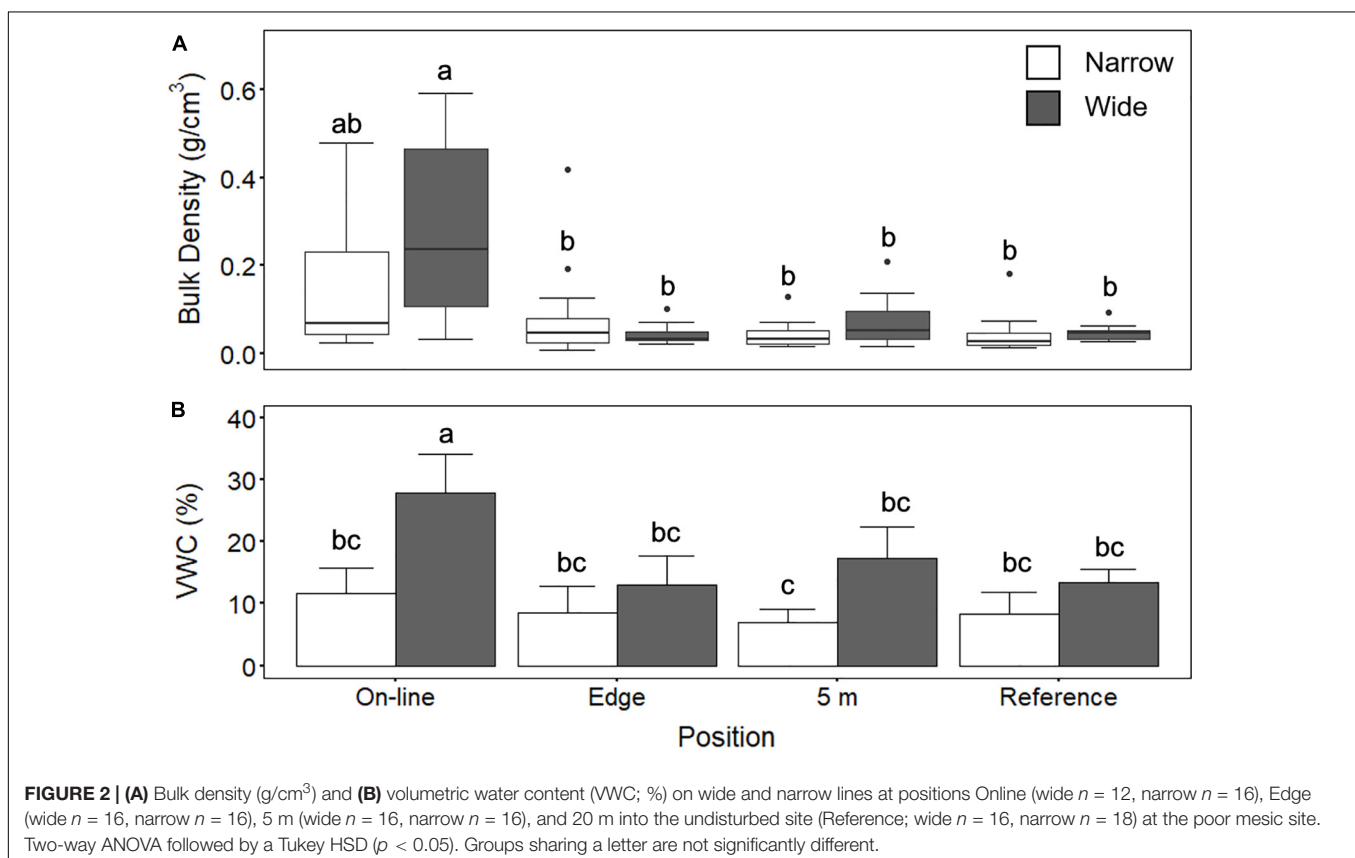 A
Bulk Density (g/cm³)
0.6
0.4
0.2
0.0
ab
a
b
b
b
b
b
b
Narrow
Wide
B
VWC (%)
40
30
20
10
0
bc
a
bc
bc
c
bc
bc
bc
On-line
Edge
5 m
Reference
Position
FIGURE 2 | (A) Bulk density (g/cm³) and (B) volumetric water content (VWC; %) on wide and narrow lines at positions Online (wide n = 12, narrow n = 16), Edge
(wide n = 16, narrow n = 16), 5 m (wide n = 16, narrow n = 16), and 20 m into the undisturbed site (Reference; wide n = 16, narrow n = 18) at the poor mesic site.
Two-way ANOVA followed by a Tukey HSD (p < 0.05). Groups sharing a letter are not significantly different.